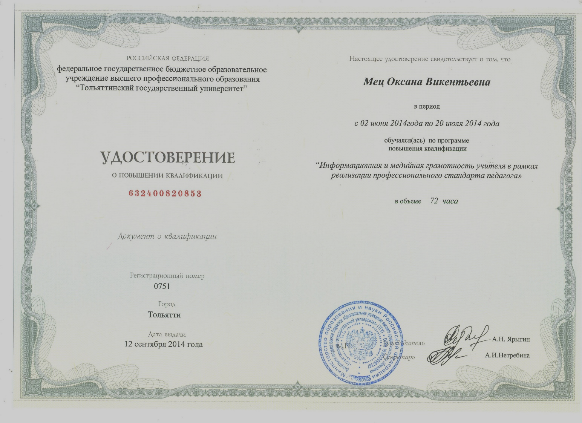 РОССИЙСКАЯ ФЕДЕРАЦИЯ
федеральное государственное бюджетное образовательное
учреждение высшего профессионального образования
"Тольяттинский государственный университет"
УДОСТОВЕРЕНИЕ
О ПОВЫШЕНИИ КВАЛИФИКАЦИИ
632400820853
Документ о квалификации
Регистрационный номер
0751
Город
Тольятти
Дата выдачи
12 сентября 2014 года
Настоящее удостоверение свидетельствует о том, что
Мец Оксана Викентьевна
в период
с 02 июня 2014года по 20 июля 2014 года
обучался(ась) по программе
повышения квалификации
"Информационная и медийная грамотность учителя в рамках
реализации профессионального стандарта педагога»
в объеме 72 часа
А.П. Ярыгин
А.И.Петребина